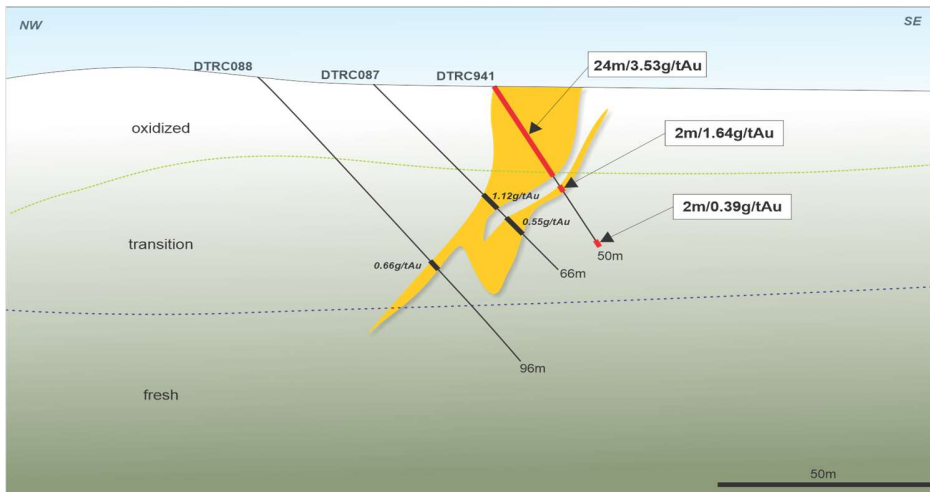 NW
SE
DTRC088
DTRC087
DTRC941
24m/3.53g/tAu
oxidized
2m/1.64g/tAu
1.12g/tAu
2m/0.39g/tAu
0.55g/tAu
transition
50m
0.66g/tAu
66m
96m
fresh
50m